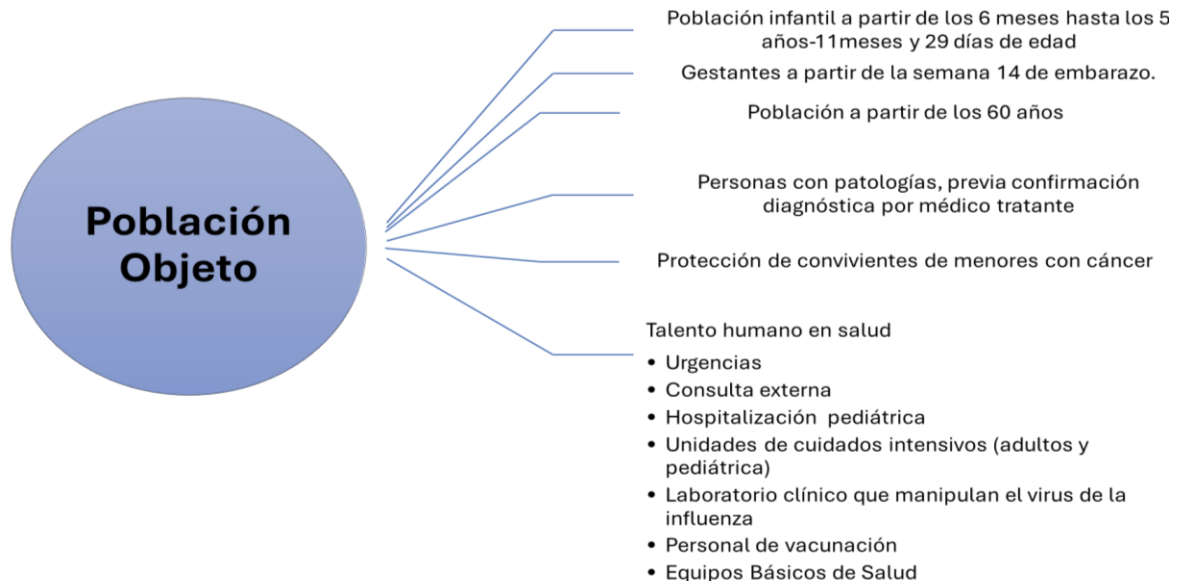 Población
Objeto
Población infantil a partir de los 6 meses hasta los 5
años-11meses y 29 días de edad
Gestantes a partir de la semana 14 de embarazo.
Población a partir de los 60 años
Personas con patologías, previa confirmación
diagnóstica por médico tratante
Protección de convivientes de menores con cáncer
Talento humano en salud
• Urgencias
• Consulta externa
• Hospitalización pediátrica
• Unidades de cuidados intensivos (adultos y
pediátrica)
• Laboratorio clínico que manipulan el virus de la
influenza
• Personal de vacunación
• Equipos Básicos de Salud